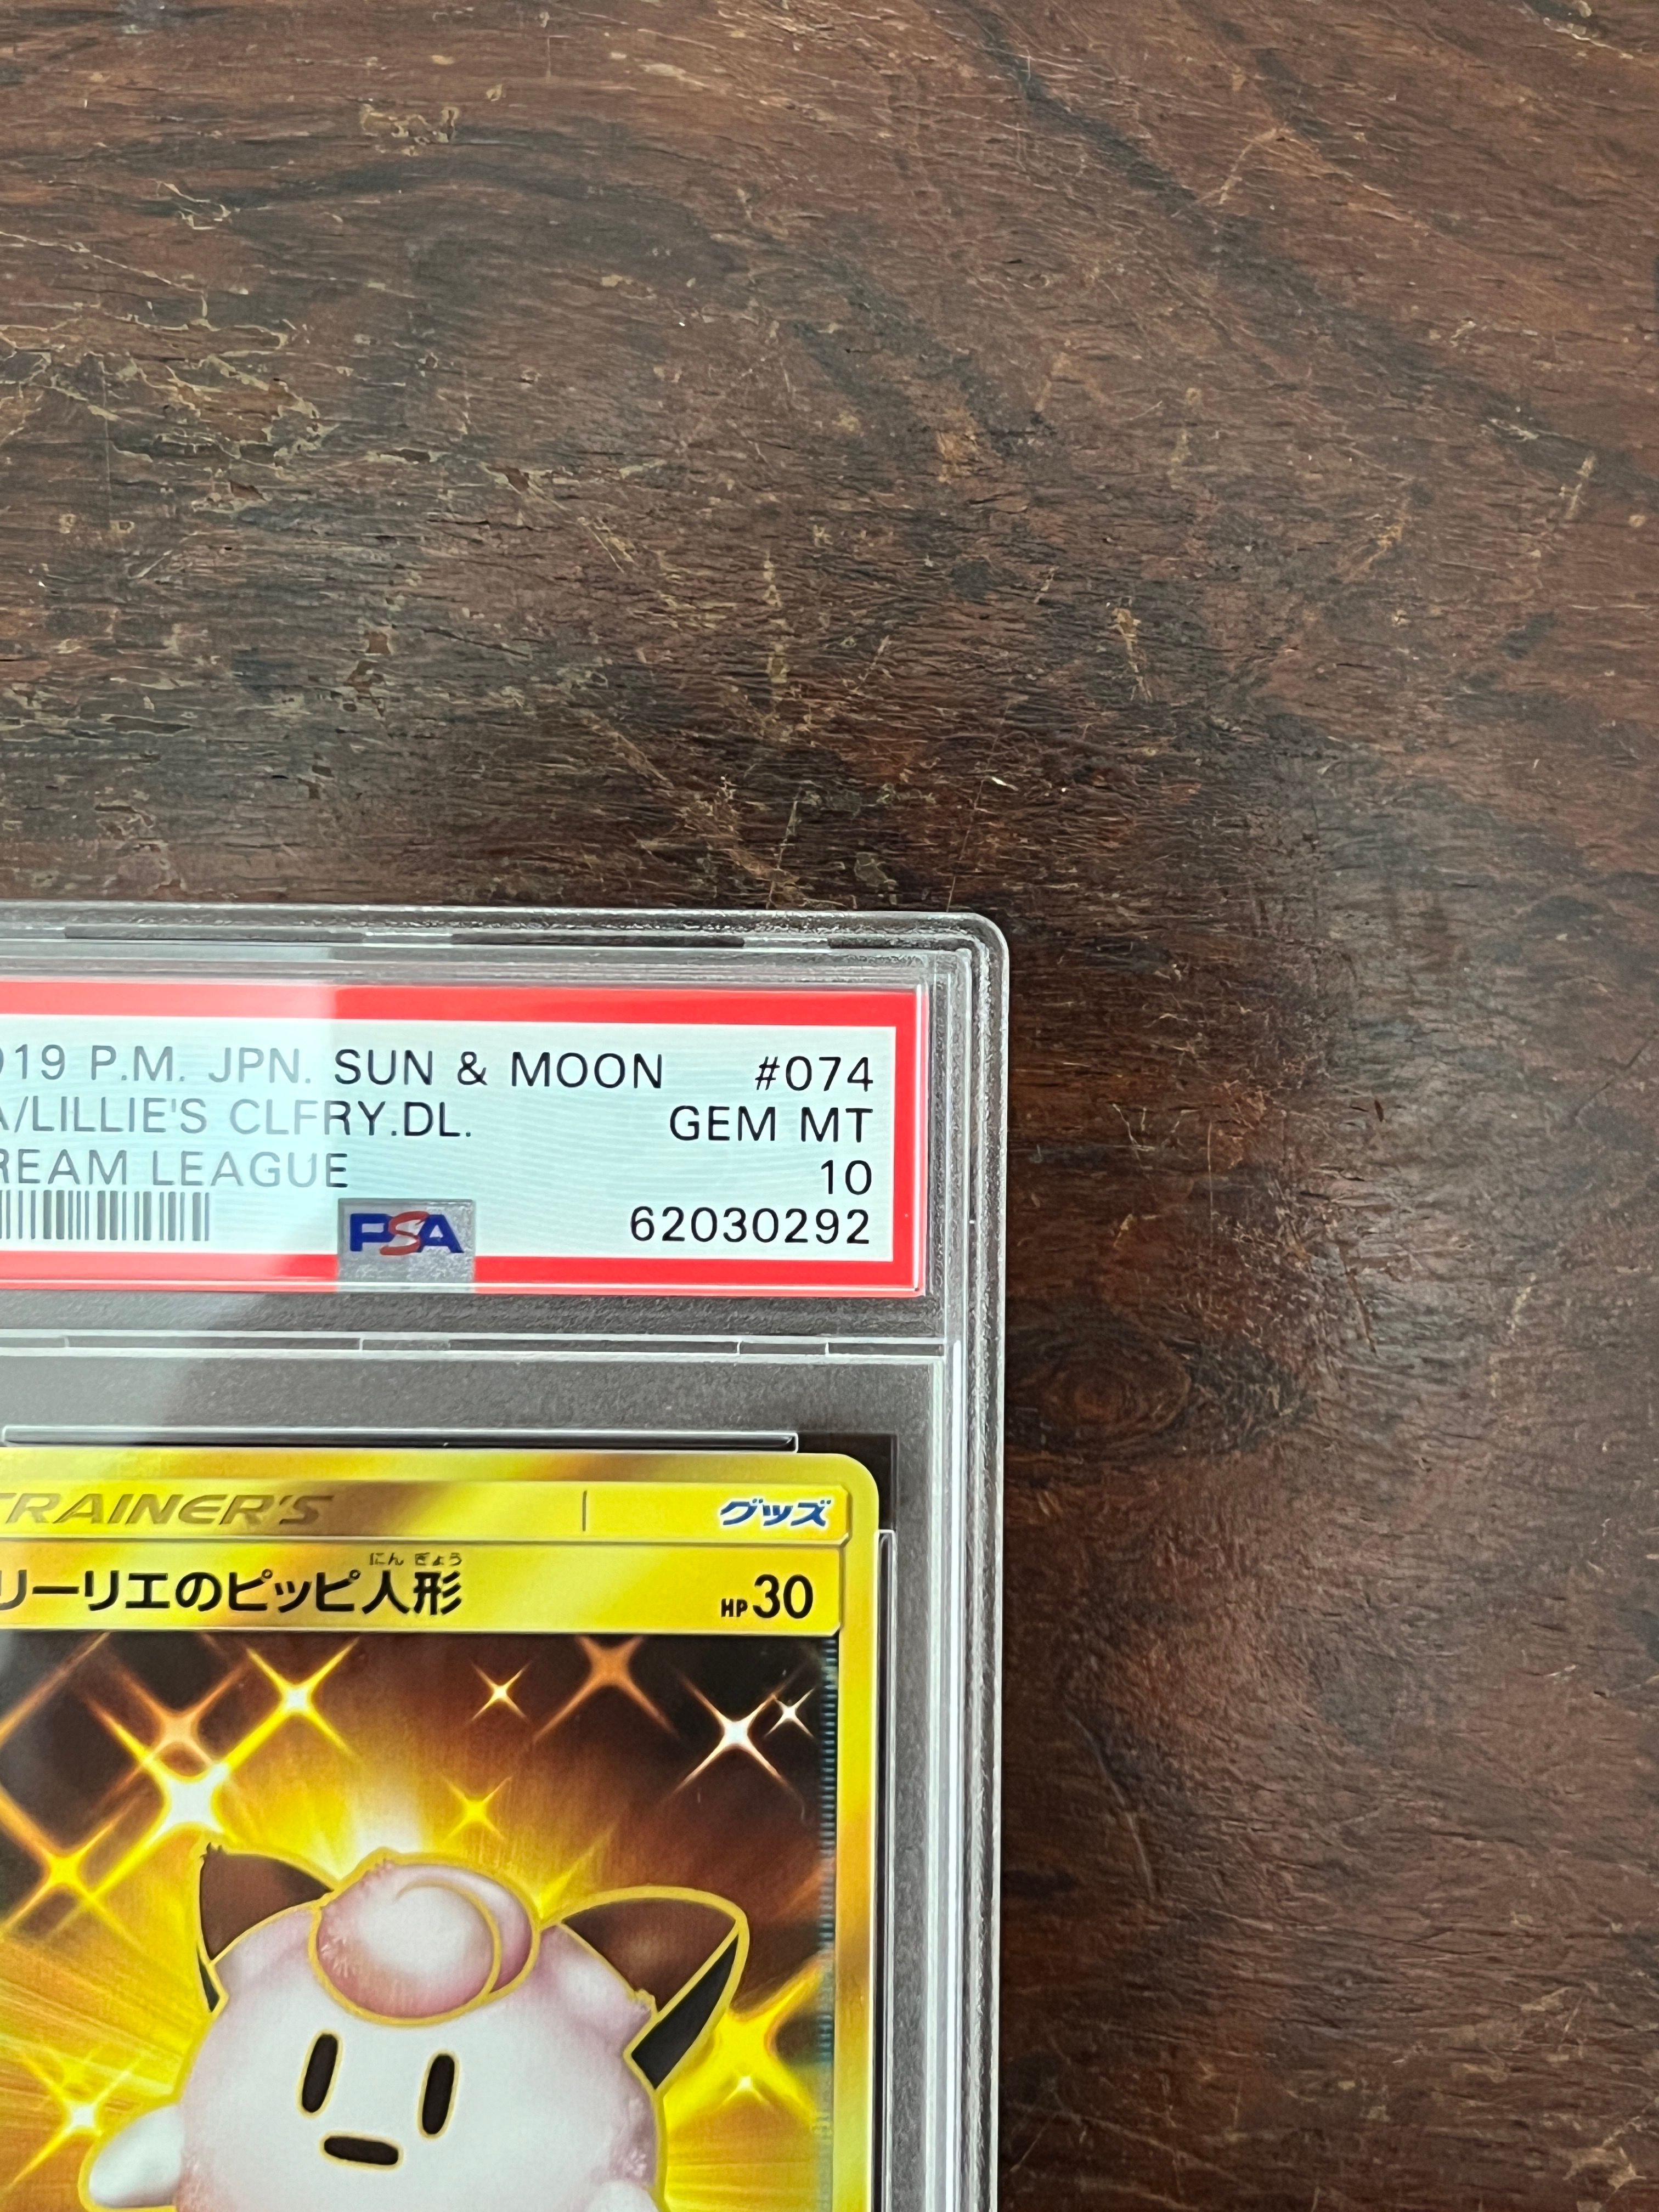 019 P.M. JPN. SUN & MOON #074
A/LILLIE'S CLFRY.DL. GEM MT
REAM LEAGUE 10
PSA 62030292
TRAINER'S グッズ
にん ぎょう
リーリエのピッピ人形 HP30